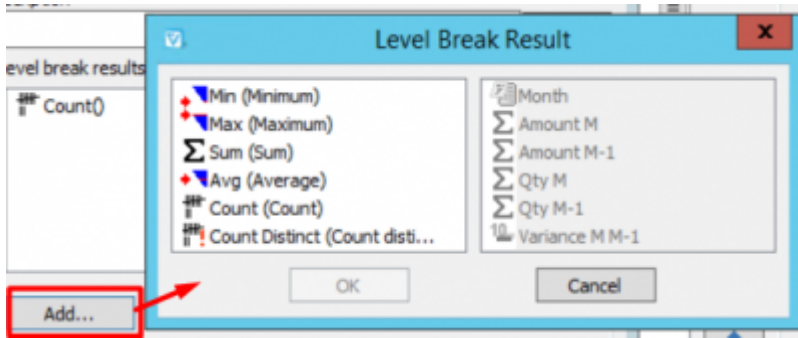 Level Break Result
x
evel break results
Count()
Min (Minimum)
Max (Maximum)
Sum (Sum)
Avg (Average)
Count (Count)
Count Distinct (Count disti...
Month
Amount M
Amount M-1
Qty M
Qty M-1
Variance M M-1
OK
Cancel
Add...